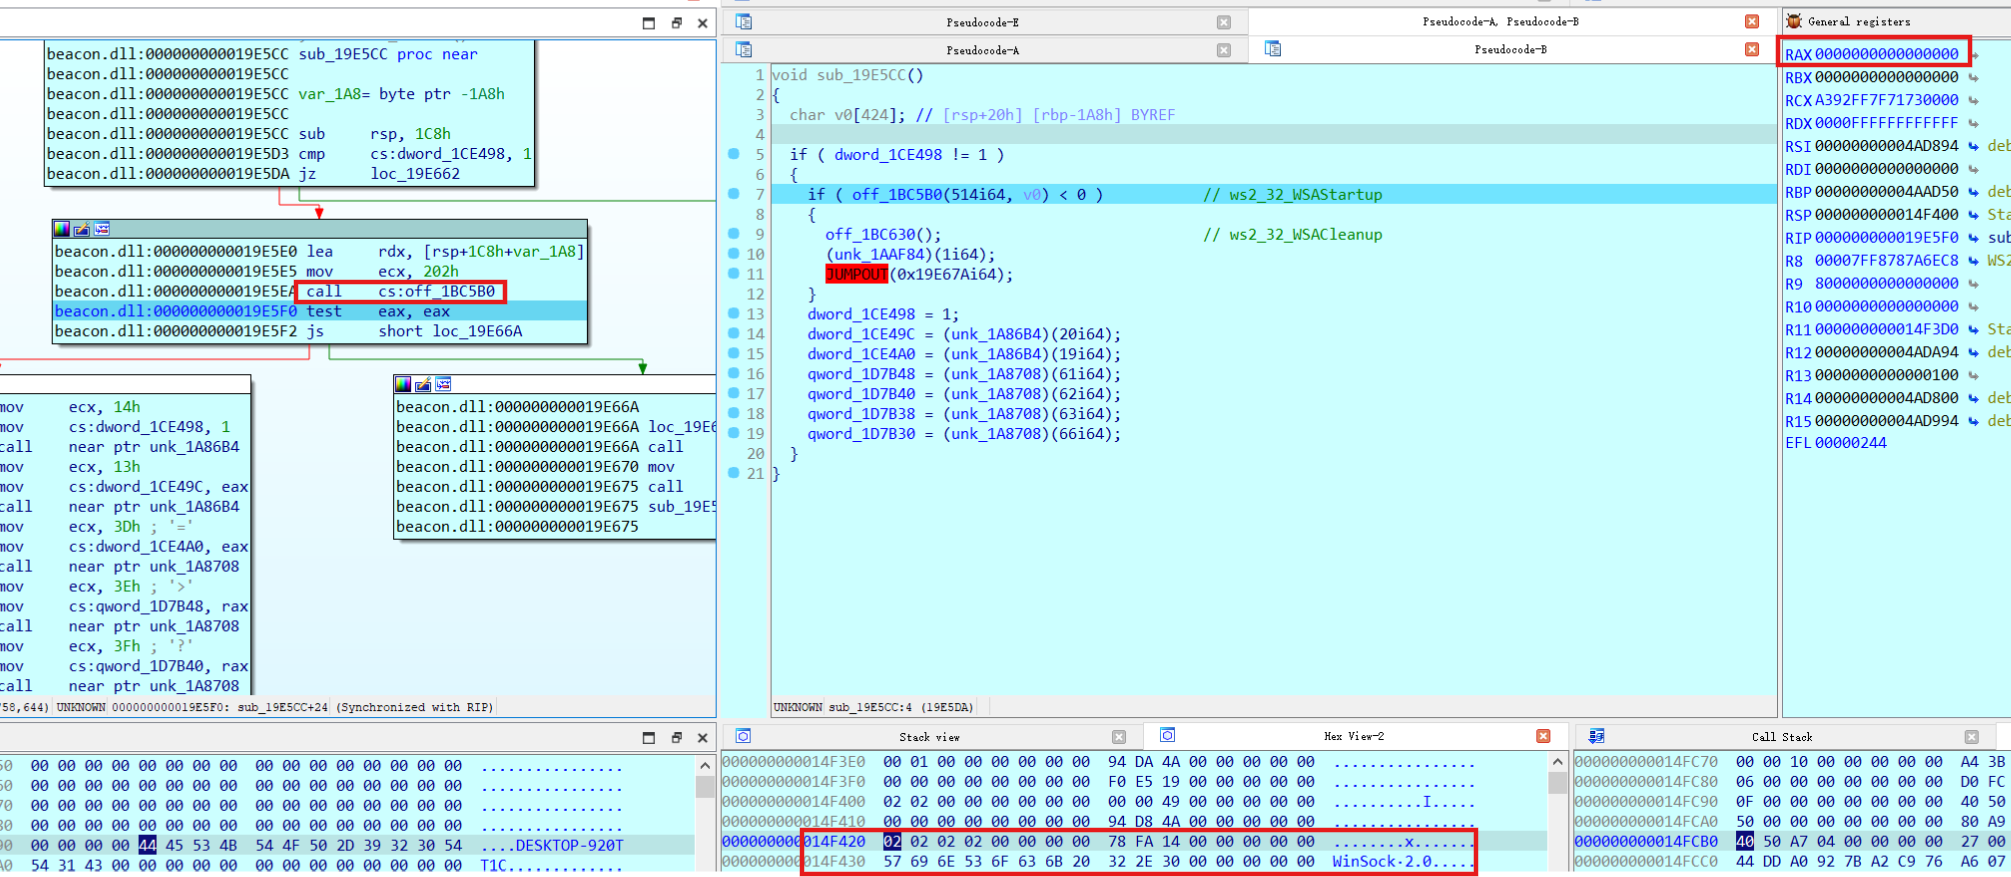 Pseudocode-E
Pseudocode-A, Pseudocode-B
General registers
Pseudocode-A
Pseudocode-B
beacon.dll:000000000019E5CC sub_19E5CC proc near
beacon.dll:000000000019E5CC
beacon.dll:000000000019E5CC var_1A8= byte ptr -1A8h
beacon.dll:000000000019E5CC
beacon.dll:000000000019E5CC sub rsp, 1C8h
beacon.dll:000000000019E5D3 cmp cs:dword_1CE498, 1
beacon.dll:000000000019E5DA jz loc_19E662
beacon.dll:000000000019E5E0 lea rdx, [rsp+1C8h+var_1A8]
beacon.dll:000000000019E5E5 mov ecx, 202h
beacon.dll:000000000019E5EA call cs:off_1BC5B0
beacon.dll:000000000019E5F0 test eax, eax
beacon.dll:000000000019E5F2 js short loc_19E66A
mov ecx, 14h
mov cs:dword_1CE498, 1
call near ptr unk_1A86B4
mov ecx, 13h
mov cs:dword_1CE49C, eax
call near ptr unk_1A86B4
mov ecx, 3Dh ; '='
mov cs:dword_1CE4A0, eax
call near ptr unk_1A8708
mov ecx, 3Eh ; '>'
mov cs:qword_1D7B48, rax
call near ptr unk_1A8708
mov ecx, 3Fh ; '?'
mov cs:qword_1D7B40, rax
call near ptr unk_1A8708
beacon.dll:000000000019E66A
beacon.dll:000000000019E66A loc_19E6
beacon.dll:000000000019E66A call
beacon.dll:000000000019E670 mov
beacon.dll:000000000019E675 call
beacon.dll:000000000019E675 sub_19E5
beacon.dll:000000000019E675
58,644) UNKNOWN 000000000019E5F0: sub_19E5CC+24 (Synchronized with RIP)
1 void sub_19E5CC()
2 {
3 char v0[424]; // [rsp+20h] [rbp-1A8h] BYREF
4
5 if ( dword_1CE498 != 1 )
6 {
7 if ( off_1BC5B0(514i64, v0) < 0 ) // ws2_32_WSAStartup
8 {
9 off_1BC630(); // ws2_32_WSACleanup
10 (unk_1AAF84)(1i64);
11 JUMPOUT(0x19E67Ai64);
12 }
13 dword_1CE498 = 1;
14 dword_1CE49C = (unk_1A86B4)(20i64);
15 dword_1CE4A0 = (unk_1A86B4)(19i64);
16 qword_1D7B48 = (unk_1A8708)(61i64);
17 qword_1D7B40 = (unk_1A8708)(62i64);
18 qword_1D7B38 = (unk_1A8708)(63i64);
19 qword_1D7B30 = (unk_1A8708)(66i64);
20 }
21 }
UNKNOWN sub_19E5CC:4 (19E5DA)
RAX 0000000000000000
RBX 0000000000000000
RCX A392FF7F71730000
RDX 0000FFFFFFFFFFFF
RSI 00000000004AD894 deb
RDI 0000000000000000
RBP 00000000004AAD50 deb
RSP 000000000014F400 Sta
RIP 000000000019E5F0 sub
R8 00007FF8787A6EC8 WS2
R9 8000000000000000
R10 0000000000000000
R11 000000000014F3D0 Sta
R12 00000000004ADA94 deb
R13 0000000000000100
R14 00000000004AD800 deb
R15 00000000004AD994 deb
EFL 00000244
50 00 00 00 00 00 00 00 00 00 00 00 00 00 00 00 00 ................
60 00 00 00 00 00 00 00 00 00 00 00 00 00 00 00 00 ................
70 00 00 00 00 00 00 00 00 00 00 00 00 00 00 00 00 ................
80 00 00 00 00 00 00 00 00 00 00 00 00 00 00 00 00 ................
90 00 00 00 00 44 45 53 4B 54 4F 50 2D 39 32 30 54 ....DESKTOP-920T
A0 54 31 43 00 00 00 00 00 00 00 00 00 00 00 00 00 T1C.............
Stack view
Hex View-2
Call Stack
000000000014F3E0 00 01 00 00 00 00 00 00 94 DA 4A 00 00 00 00 00 ................
000000000014F3F0 00 00 00 00 00 00 00 00 F0 E5 19 00 00 00 00 00 ................
000000000014F400 02 02 00 00 00 00 00 00 00 00 49 00 00 00 00 00 ..........I.....
000000000014F410 00 00 00 00 00 00 00 00 94 D8 4A 00 00 00 00 00 ................
000000000014F420 02 02 02 02 00 00 00 00 78 FA 14 00 00 00 00 00 ........x.......
000000000014F430 57 69 6E 53 6F 63 6B 20 32 2E 30 00 00 00 00 00 WinSock·2.0.....
000000000014FC70 00 00 10 00 00 00 00 00 A4 3B
000000000014FC80 06 00 00 00 00 00 00 00 D0 FC
000000000014FC90 0F 00 00 00 00 00 00 00 40 50
000000000014FCA0 50 00 00 00 00 00 00 00 80 A9
000000000014FCB0 40 50 A7 04 00 00 00 00 27 00
000000000014FCC0 44 DD A0 92 7B A2 C9 76 A6 07